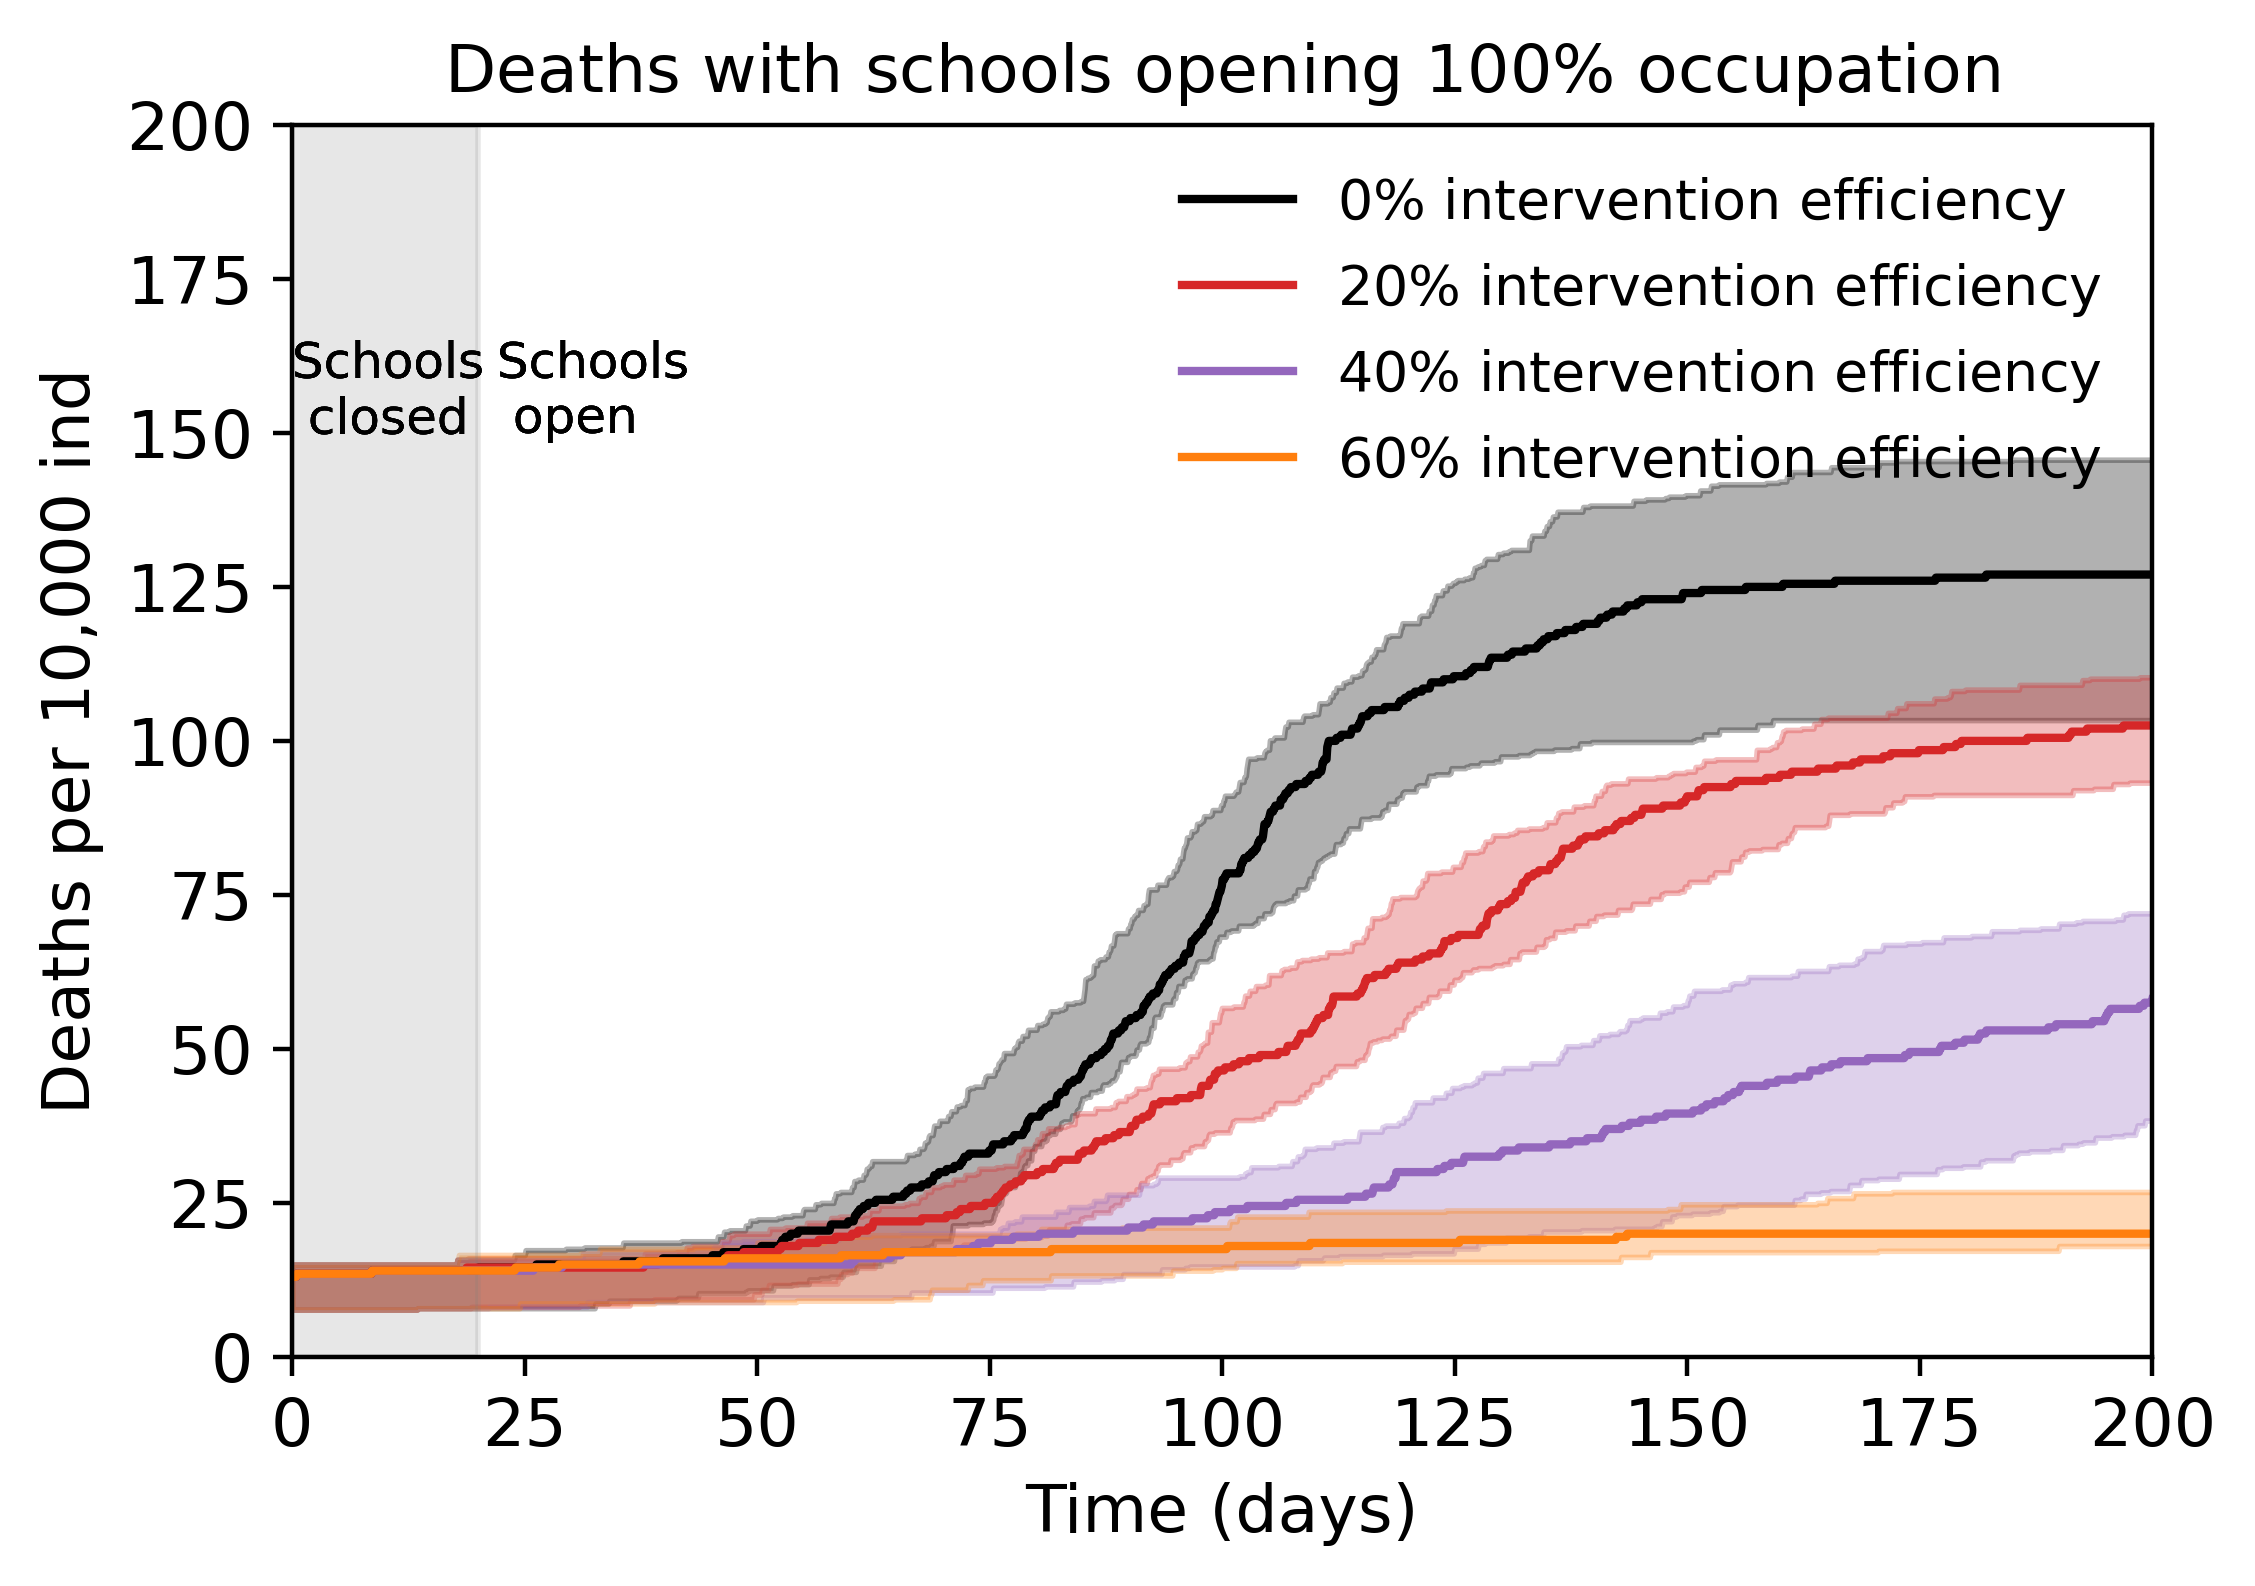 Deaths with schools opening 100% occupation
200
175
150
125
100
75
50
25
0
Deaths per 10,000 ind
Schools
closed
Schools
open
0% intervention efficiency
20% intervention efficiency
40% intervention efficiency
60% intervention efficiency
0 25 50 75 100 125 150 175 200
Time (days)